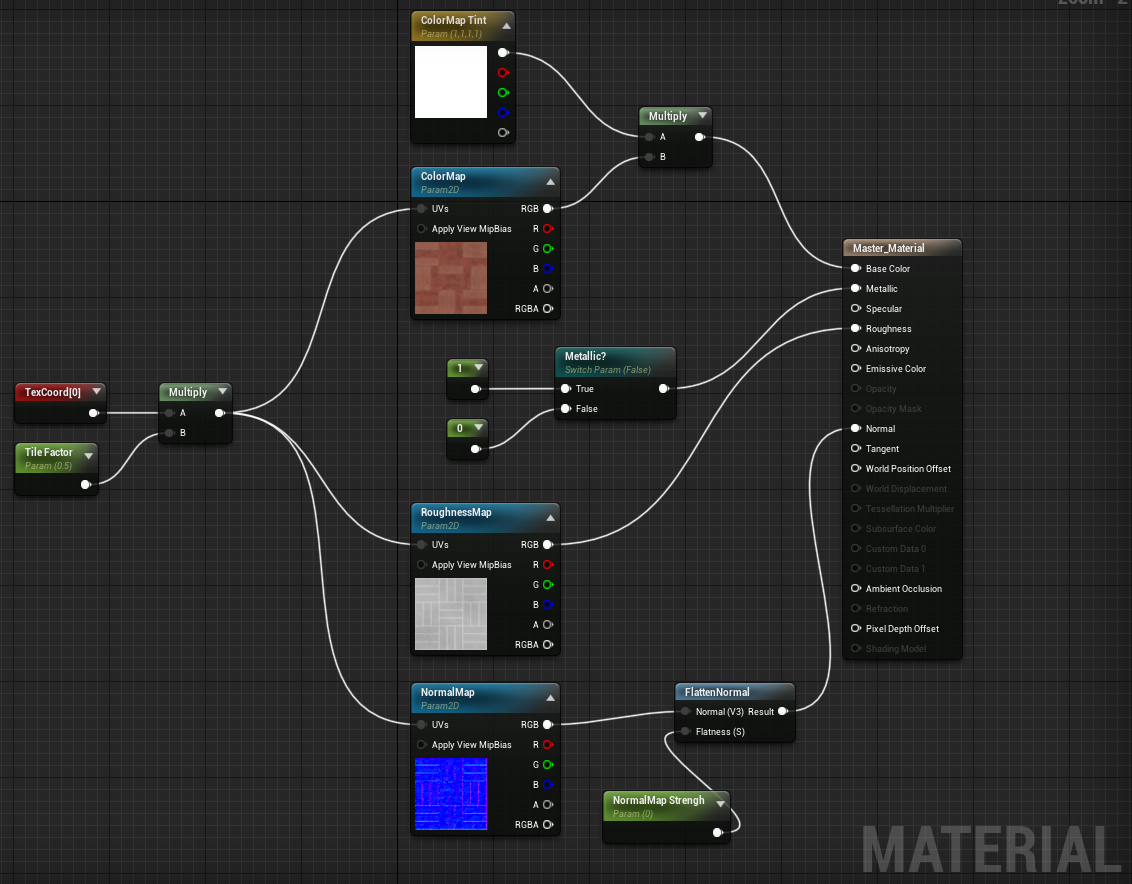 ColorMap Tint
Param (1,1,1,1)
Multiply
A
B
ColorMap
Param2D
UVs
RGB
Apply View MipBias
R
G
B
A
RGBA
Master_Material
Base Color
Metallic
Specular
Roughness
Anisotropy
Emissive Color
Opacity
Opacity Mask
Normal
Tangent
World Position Offset
World Displacement
Tessellation Multiplier
Subsurface Color
Custom Data 0
Custom Data 1
Ambient Occlusion
Refraction
Pixel Depth Offset
Shading Model
1
Metallic?
Switch Param (False)
True
False
0
TexCoord[0]
Multiply
A
B
Tile Factor
Param (0.5)
RoughnessMap
Param2D
UVs
RGB
Apply View MipBias
R
G
B
A
RGBA
NormalMap
Param2D
UVs
RGB
Apply View MipBias
R
G
B
A
RGBA
FlattenNormal
Normal (V3) Result
Flatness (S)
NormalMap Strengh
Param (0)
MATERIAL